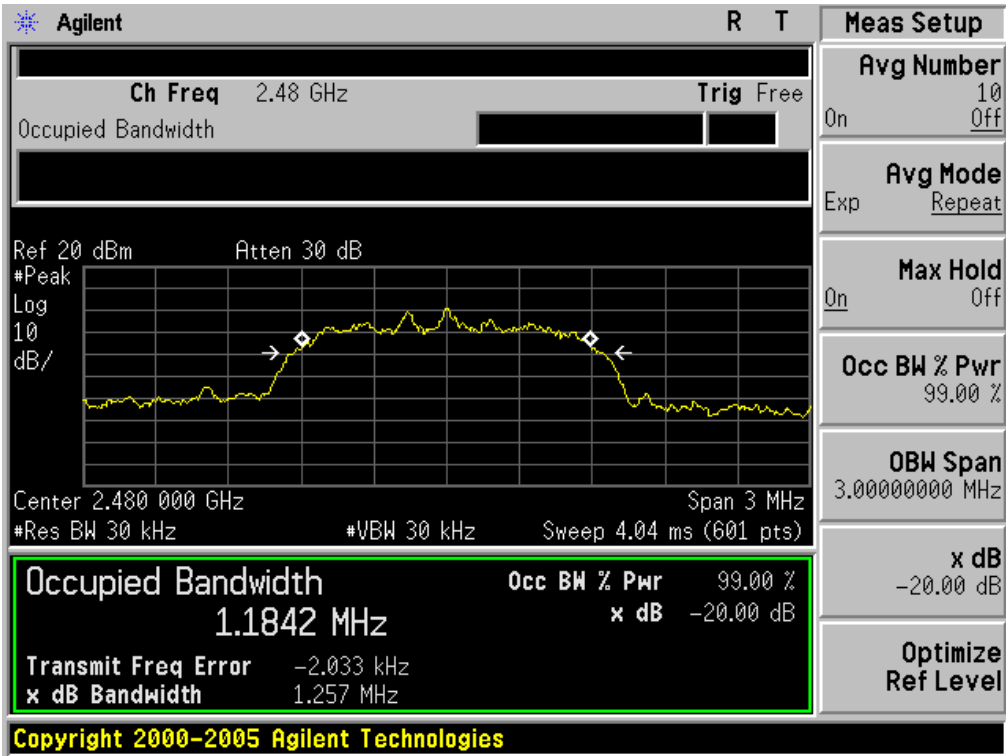 Agilent R T
Ch Freq 2.48 GHz Trig Free
Occupied Bandwidth
Ref 20 dBm Atten 30 dB
#Peak
Log
10
dB/
Center 2.480 000 GHz Span 3 MHz
#Res BW 30 kHz #VBW 30 kHz Sweep 4.04 ms (601 pts)
Occupied Bandwidth Occ BW % Pwr 99.00 %
1.1842 MHz x dB -20.00 dB
Transmit Freq Error -2.033 kHz
x dB Bandwidth 1.257 MHz
Copyright 2000-2005 Agilent Technologies
Meas Setup
Avg Number
10
On Off
Avg Mode
Exp Repeat
Max Hold
On Off
Occ BW % Pwr
99.00 %
OBW Span
3.00000000 MHz
x dB
-20.00 dB
Optimize
Ref Level